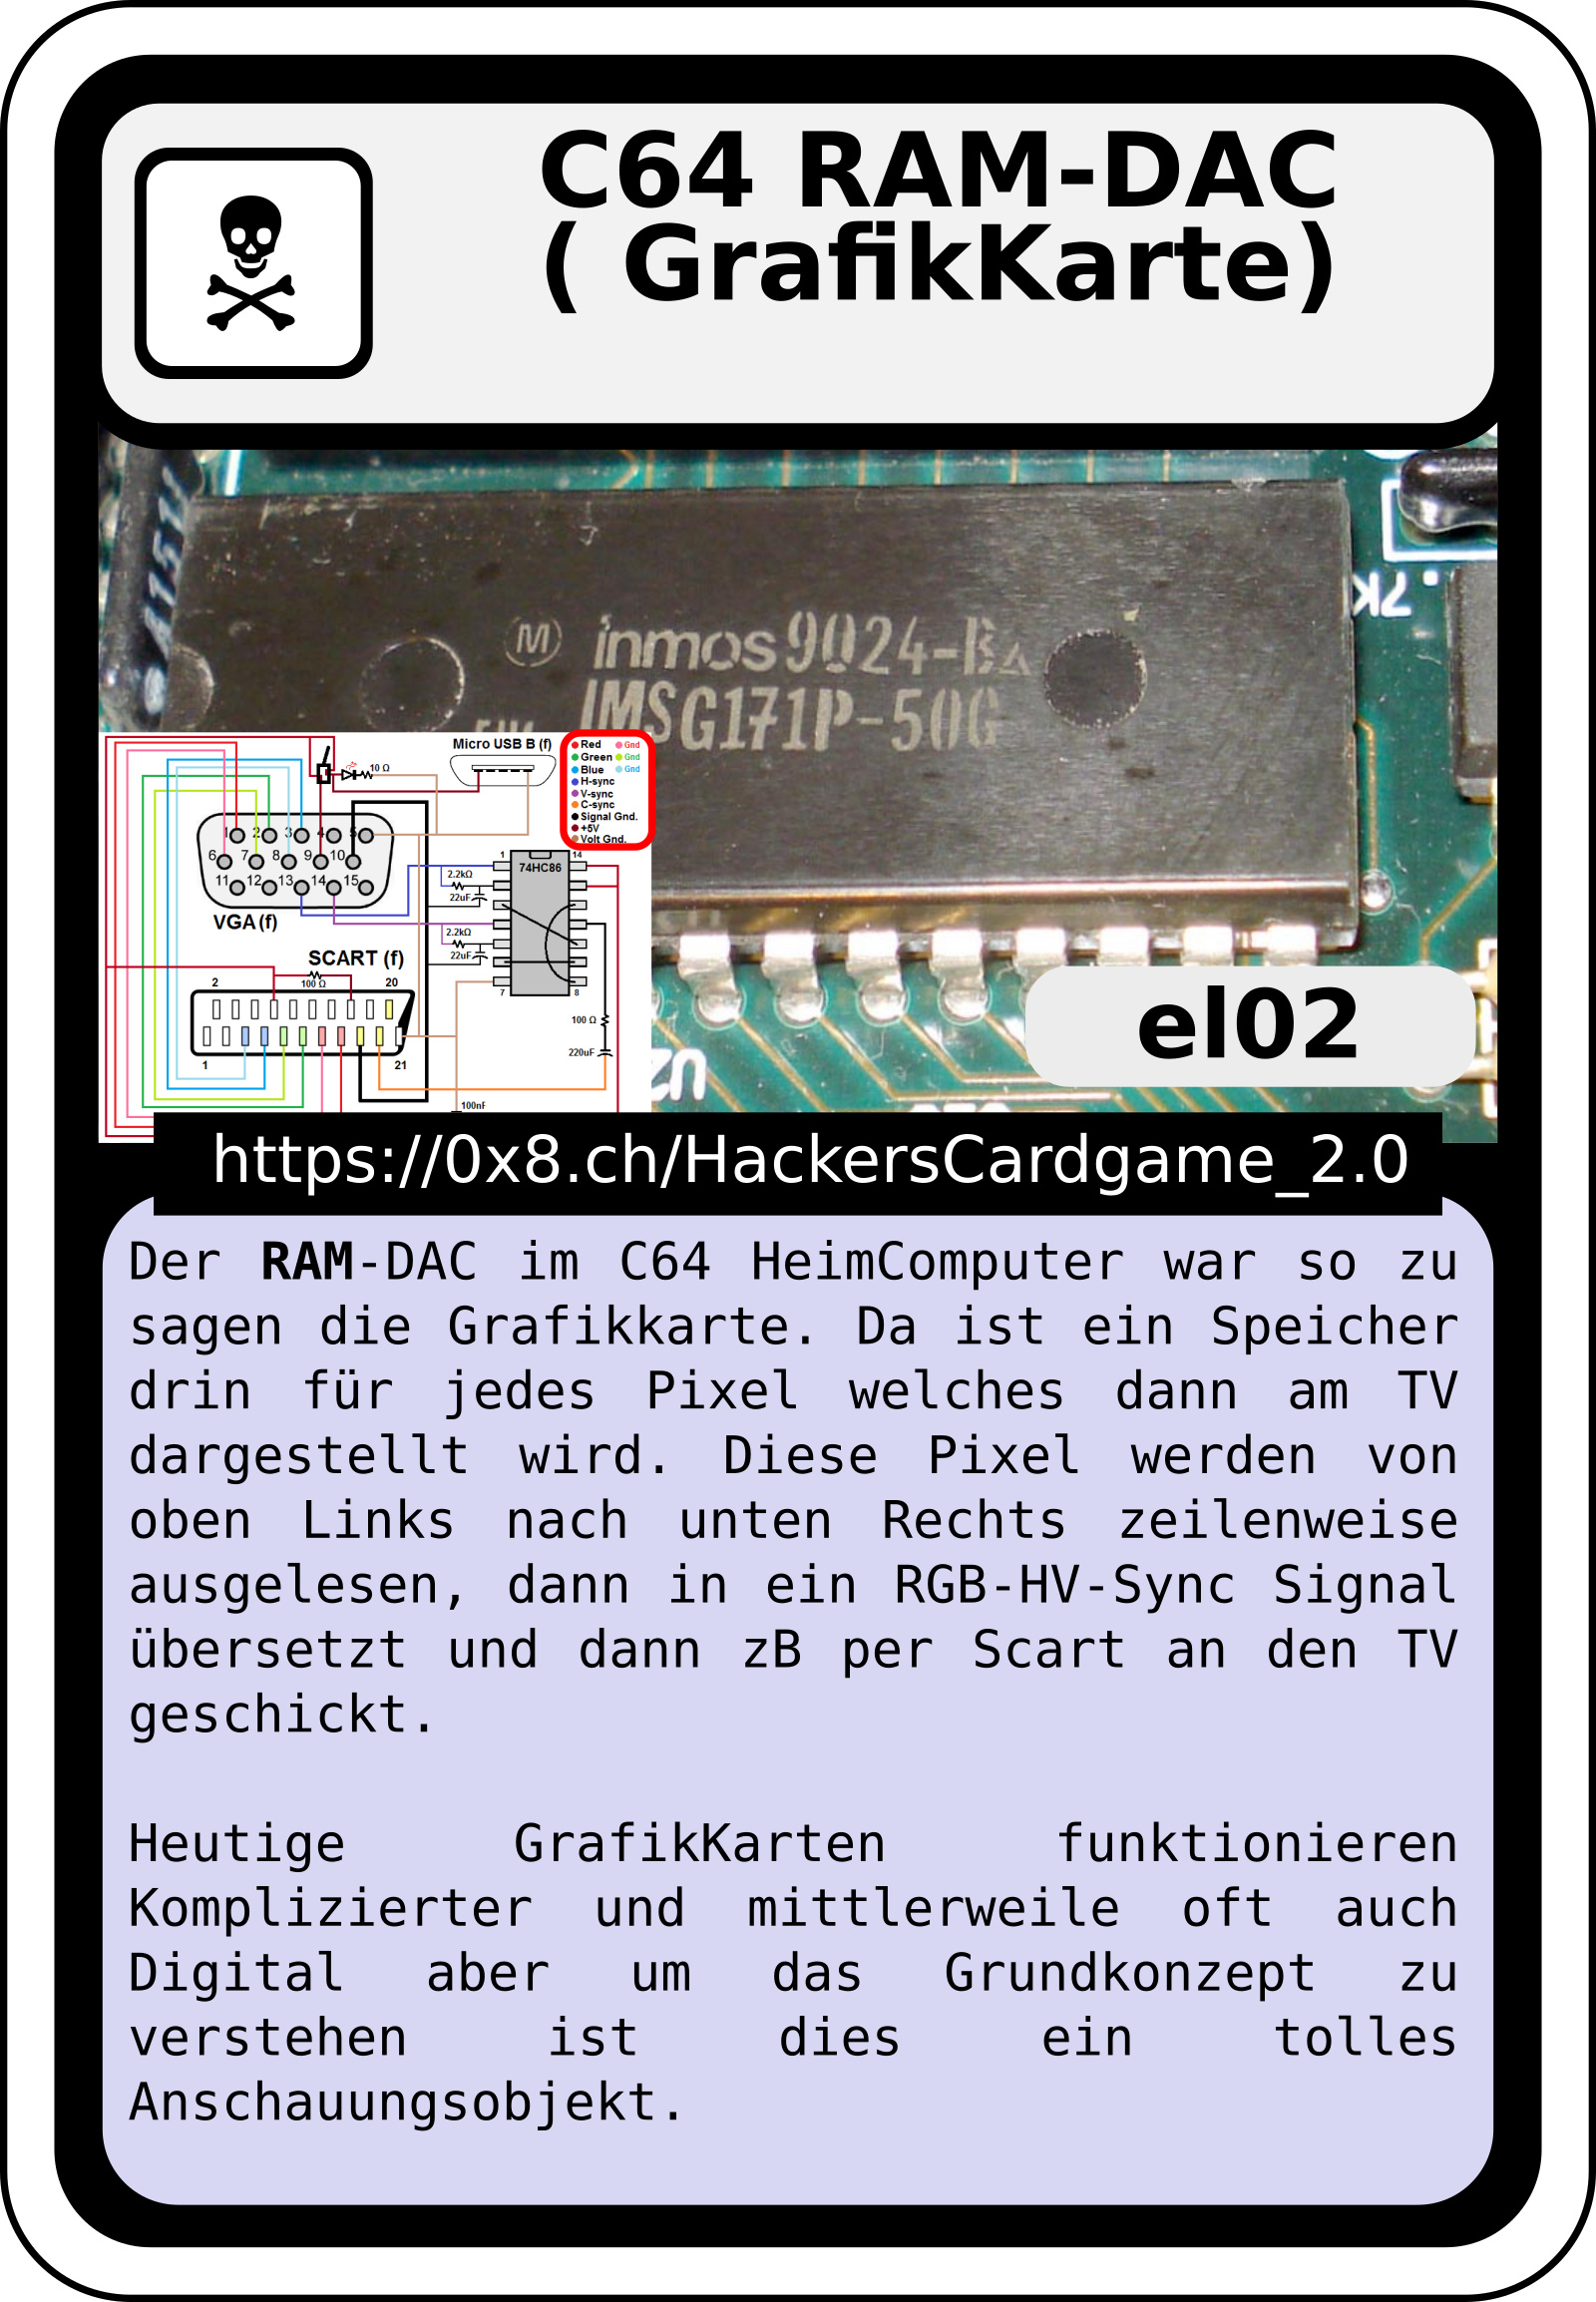 C64 RAM-DAC
( GrafikKarte)
7K
M inmos 9024-B
IMSG171P-50G
Micro USB B (f)
Red Gnd
Green Gnd
Blue Gnd
H-sync
V-sync
C-sync
Signal Gnd.
+5V
Volt Gnd.
10 Ω
1 2 3 4 5
6 7 8 9 10
11 12 13 14 15
VGA (f)
1 14
74HC86
2.2kΩ
22uF
2.2kΩ
22uF
7 8
SCART (f)
2 100 Ω 20
1 21
100 Ω
220uF
100nF
el02
https://0x8.ch/HackersCardgame_2.0
Der RAM-DAC im C64 HeimComputer war so zu
sagen die Grafikkarte. Da ist ein Speicher
drin für jedes Pixel welches dann am TV
dargestellt wird. Diese Pixel werden von
oben Links nach unten Rechts zeilenweise
ausgelesen, dann in ein RGB-HV-Sync Signal
übersetzt und dann zB per Scart an den TV
geschickt.
Heutige GrafikKarten funktionieren
Komplizierter und mittlerweile oft auch
Digital aber um das Grundkonzept zu
verstehen ist dies ein tolles
Anschauungsobjekt.